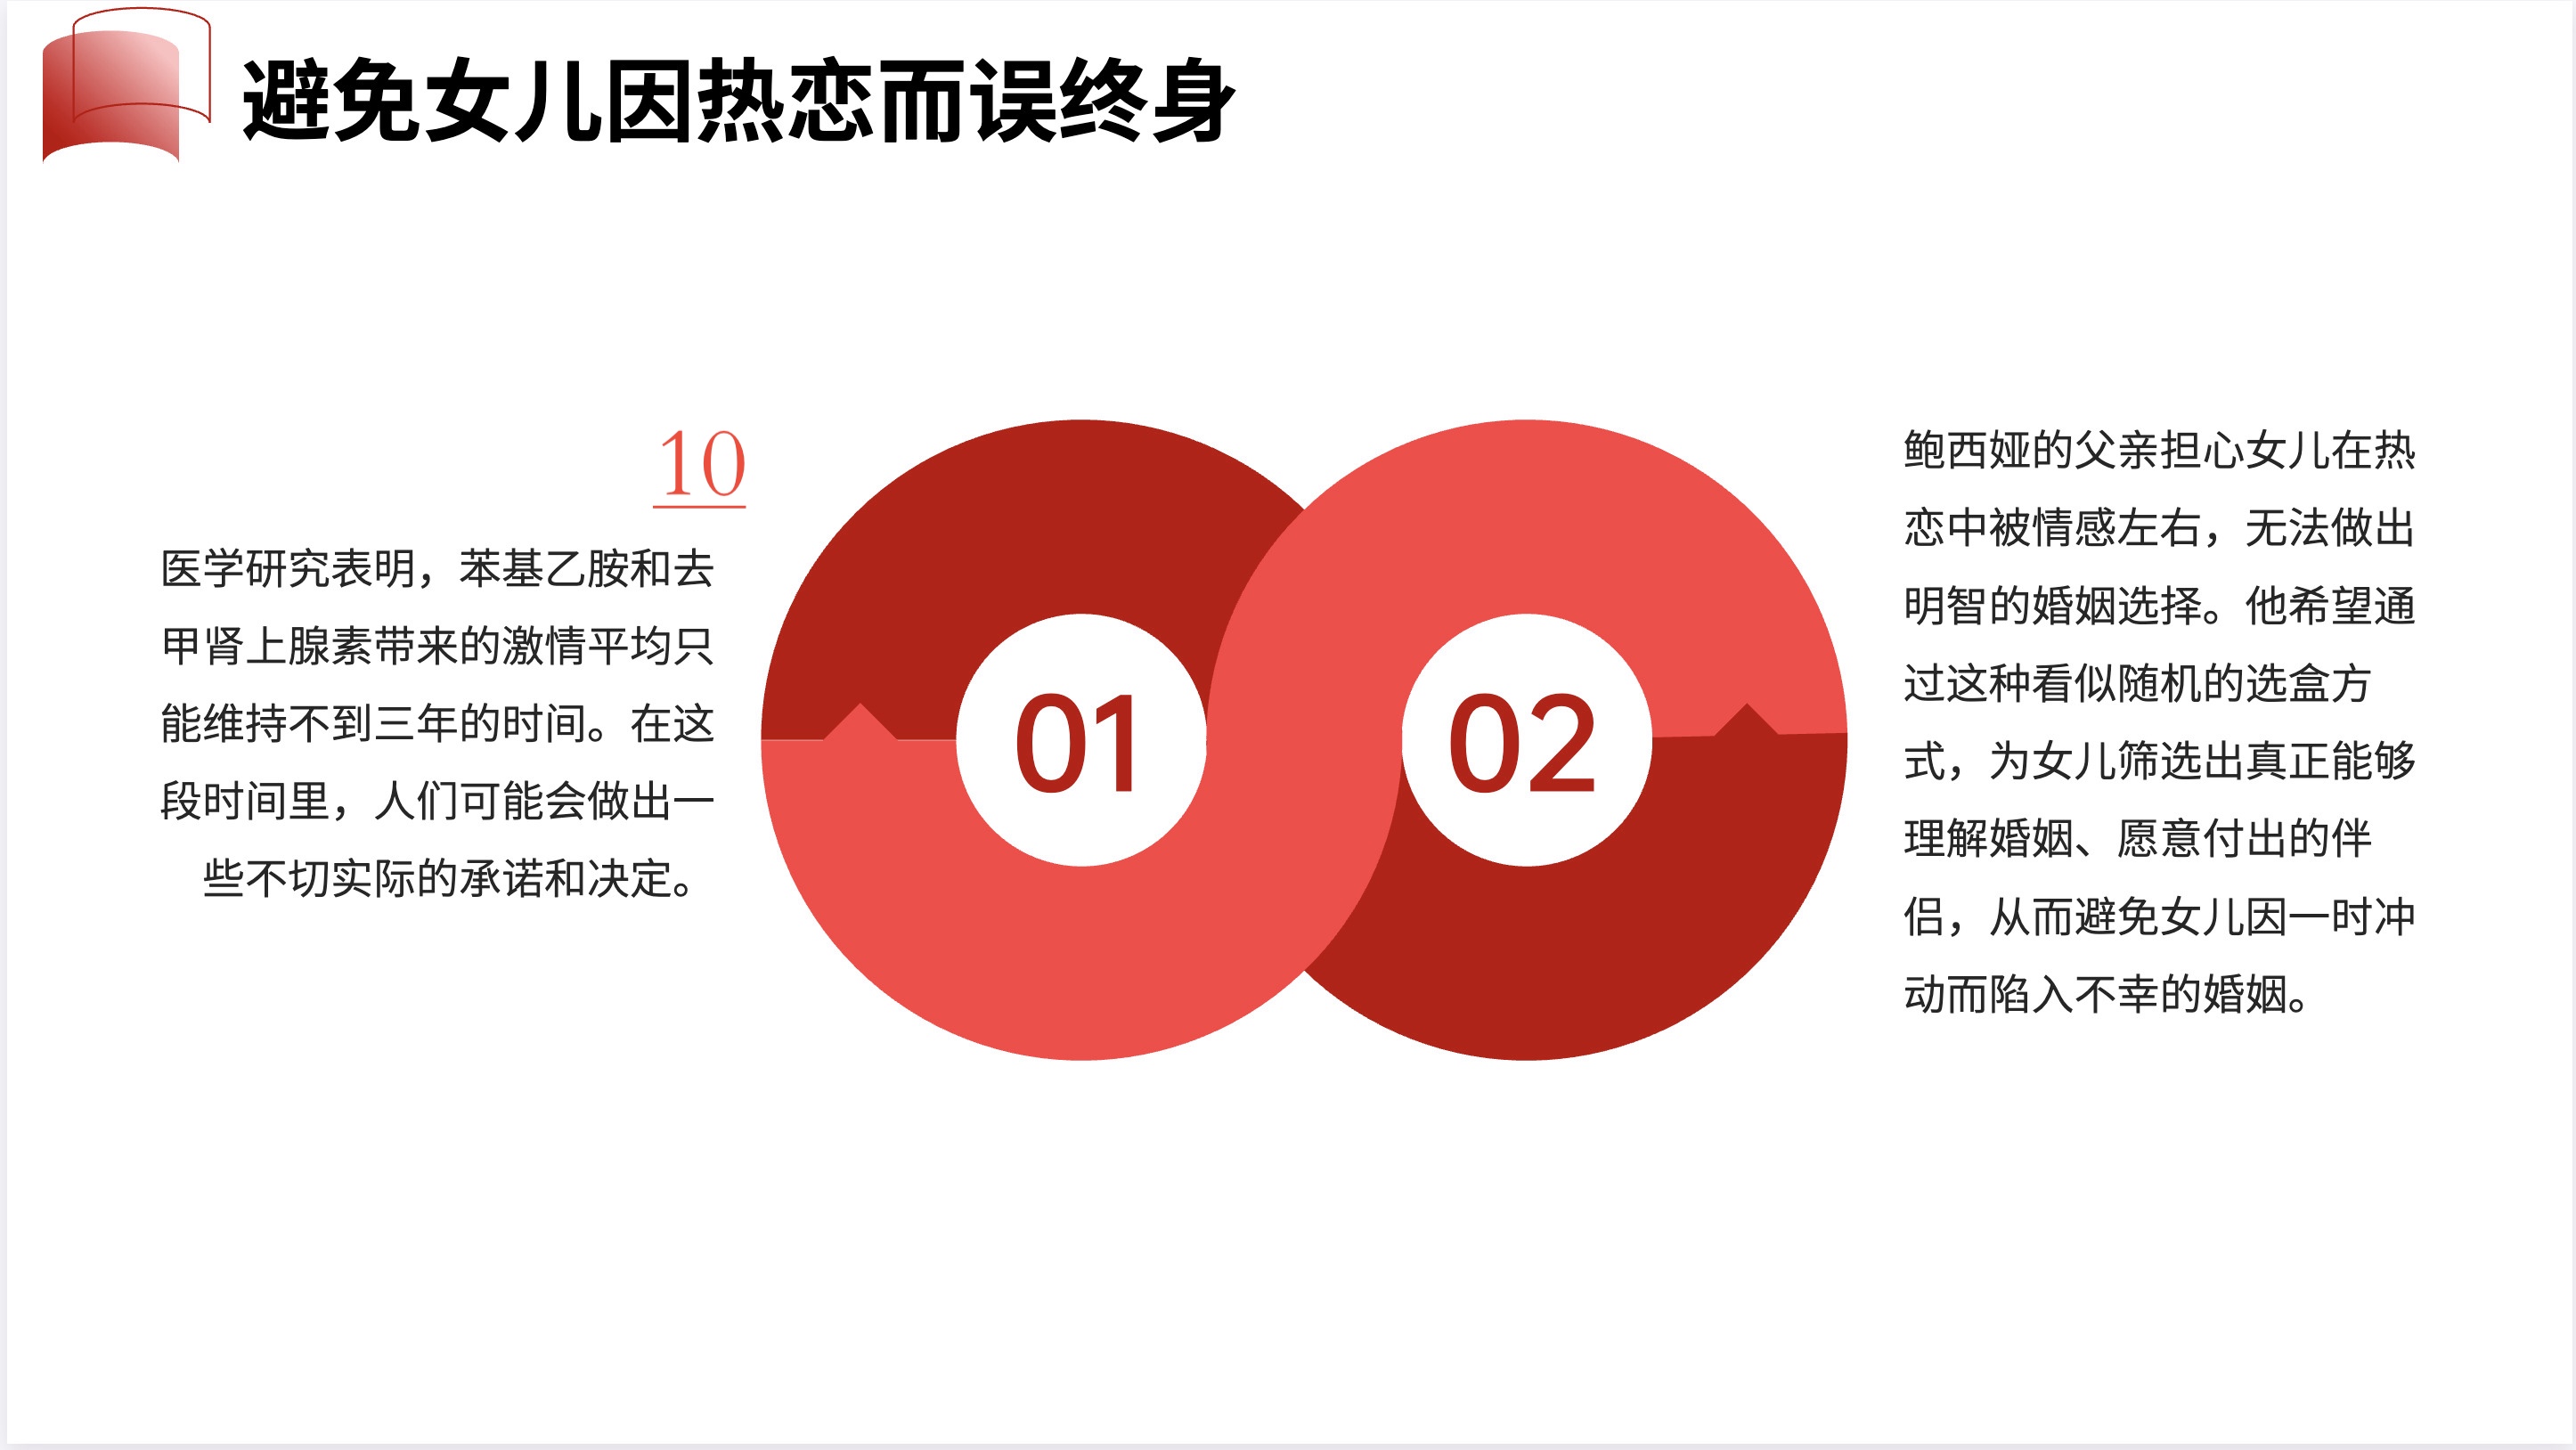 避免女儿因热恋而误终身
10
医学研究表明，苯基乙胺和去
甲肾上腺素带来的激情平均只
能维持不到三年的时间。在这
段时间里，人们可能会做出一
些不切实际的承诺和决定。
01
02
鲍西娅的父亲担心女儿在热
恋中被情感左右，无法做出
明智的婚姻选择。他希望通
过这种看似随机的选盒方
式，为女儿筛选出真正能够
理解婚姻、愿意付出的伴
侣，从而避免女儿因一时冲
动而陷入不幸的婚姻。